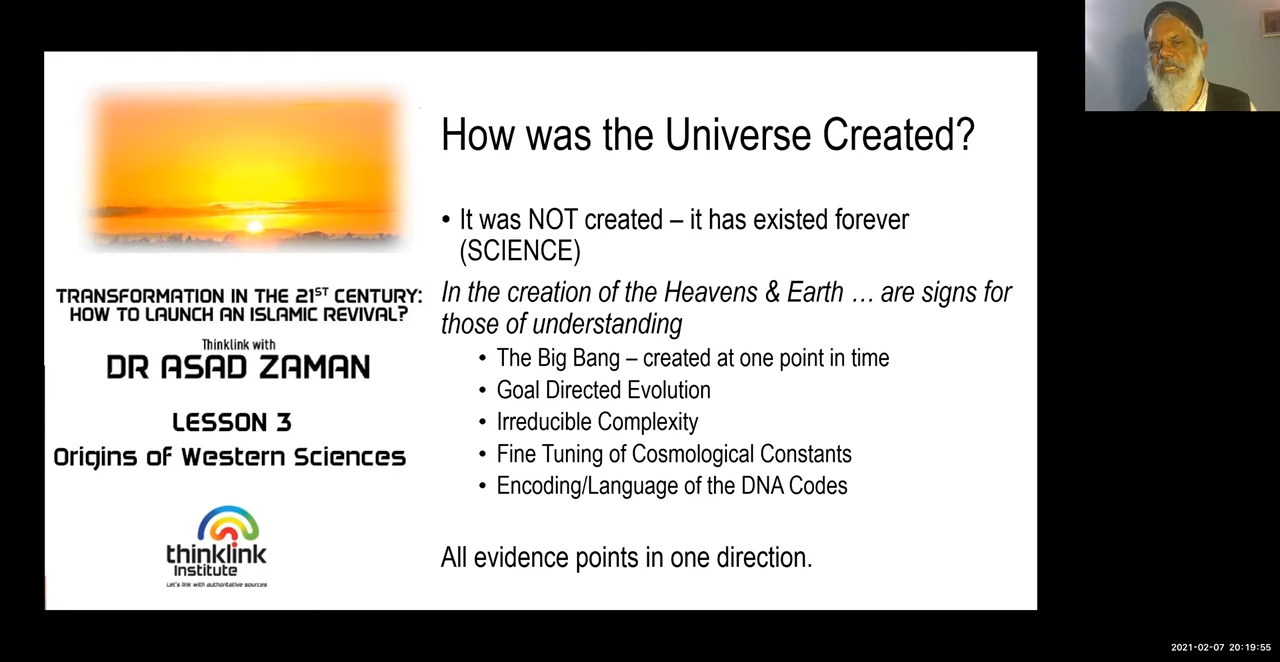 How was the Universe Created?
• It was NOT created – it has existed forever
(SCIENCE)
In the creation of the Heavens & Earth … are signs for
those of understanding
• The Big Bang – created at one point in time
• Goal Directed Evolution
• Irreducible Complexity
• Fine Tuning of Cosmological Constants
• Encoding/Language of the DNA Codes
All evidence points in one direction.
TRANSFORMATION IN THE 21ST CENTURY:
HOW TO LAUNCH AN ISLAMIC REVIVAL?
Thinklink with
DR ASAD ZAMAN
LESSON 3
Origins of Western Sciences
thinklink
Institute
Let's link with authoritative sources
2021-02-07 20:19:55